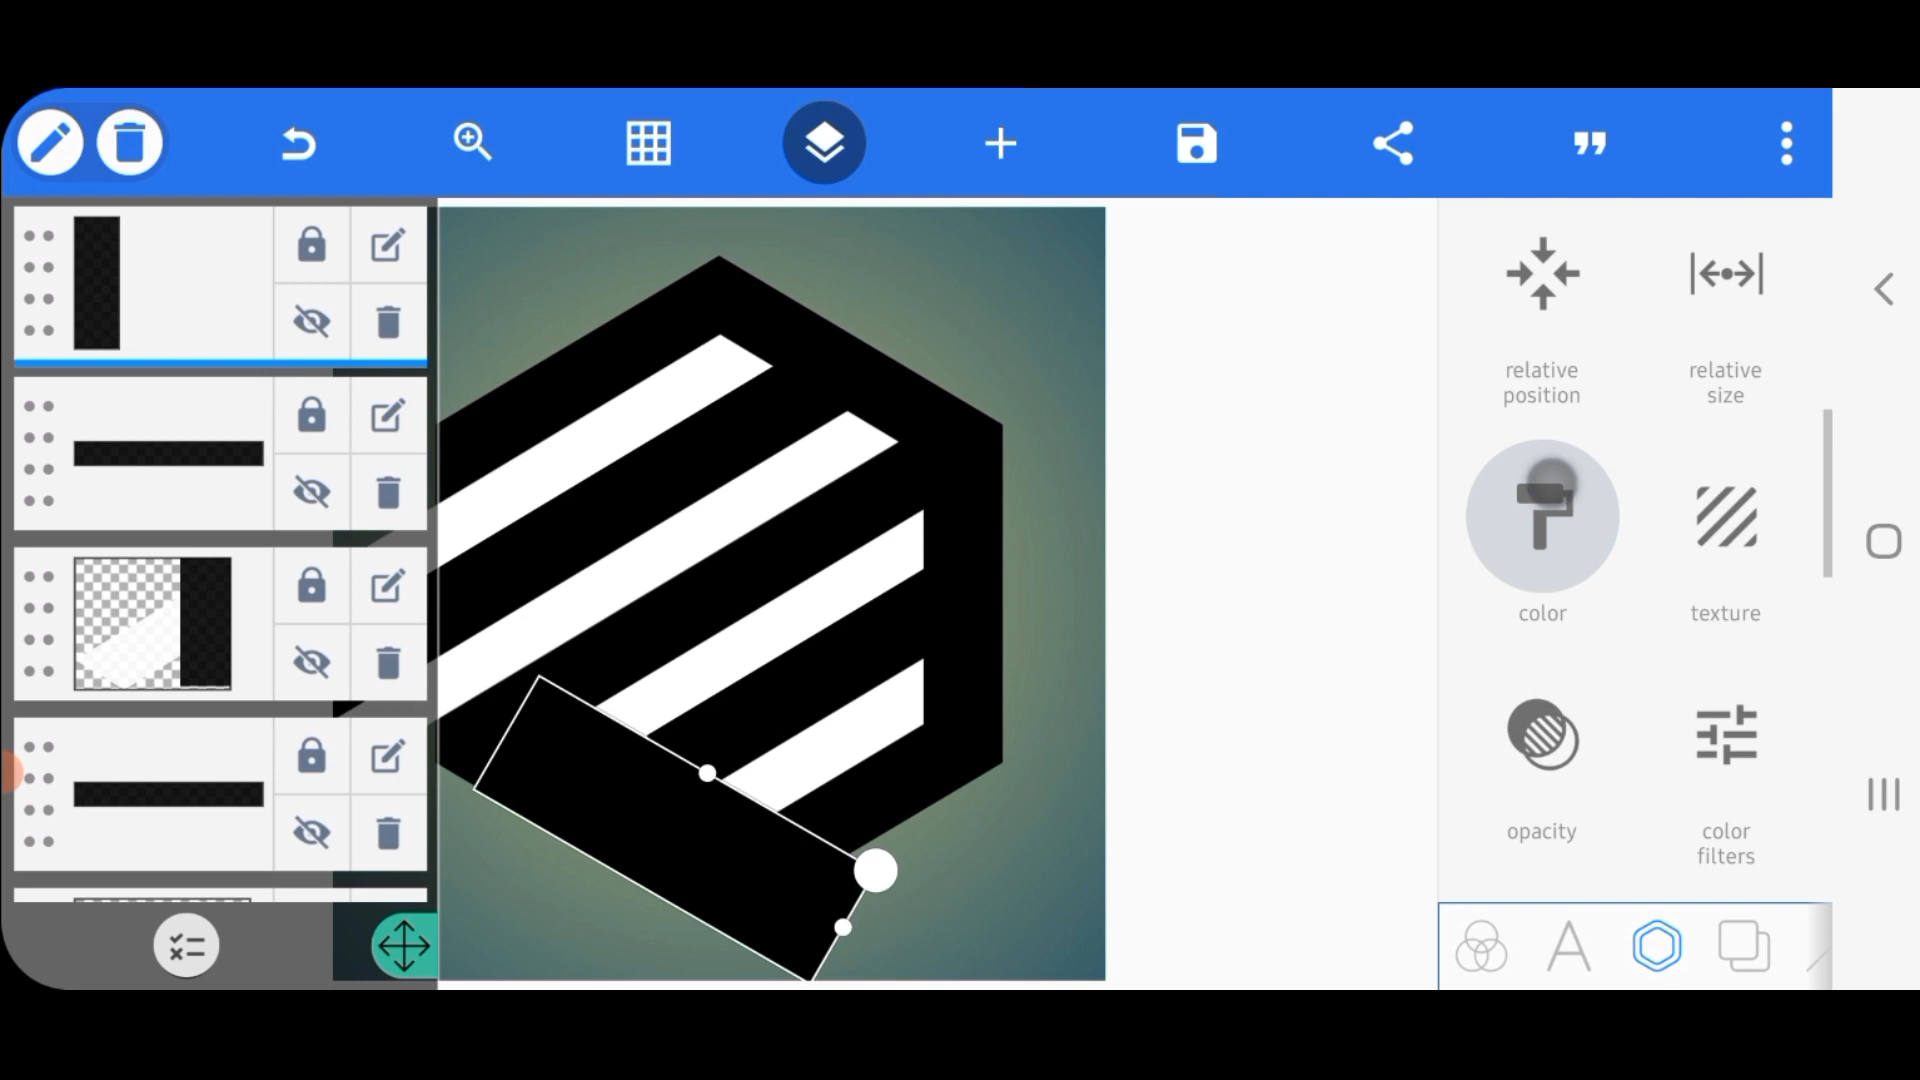 relative
position
relative
size
color
texture
opacity
color
filters